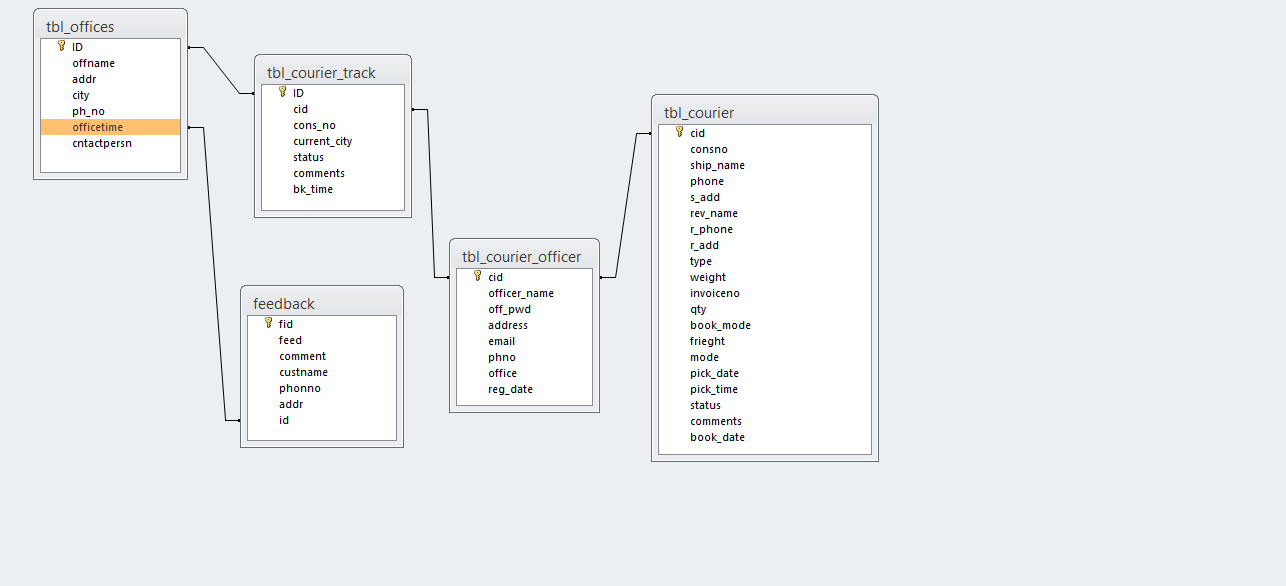 tbl_offices
ID
offname
addr
city
ph_no
officetime
cntactpersn
tbl_courier_track
ID
cid
cons_no
current_city
status
comments
bk_time
feedback
fid
feed
comment
custname
phonno
addr
id
tbl_courier_officer
cid
officer_name
off_pwd
address
email
phno
office
reg_date
tbl_courier
cid
consno
ship_name
phone
s_add
rev_name
r_phone
r_add
type
weight
invoiceno
qty
book_mode
frieght
mode
pick_date
pick_time
status
comments
book_date